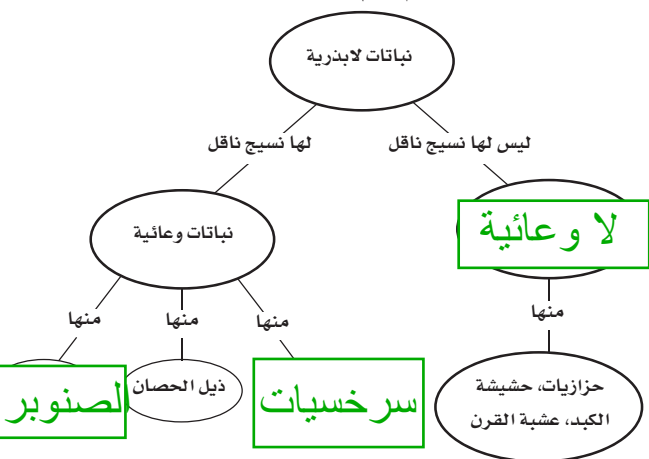 نباتات لابذرية
ليس لها نسيج ناقل
لها نسيج ناقل
لا وعائية
نباتات وعائية
منها
منها
منها
منها
حزازيات، حشيشة
الكبد، عشبة القرن
سرخسيات
ذيل الحصان
لصنوبر